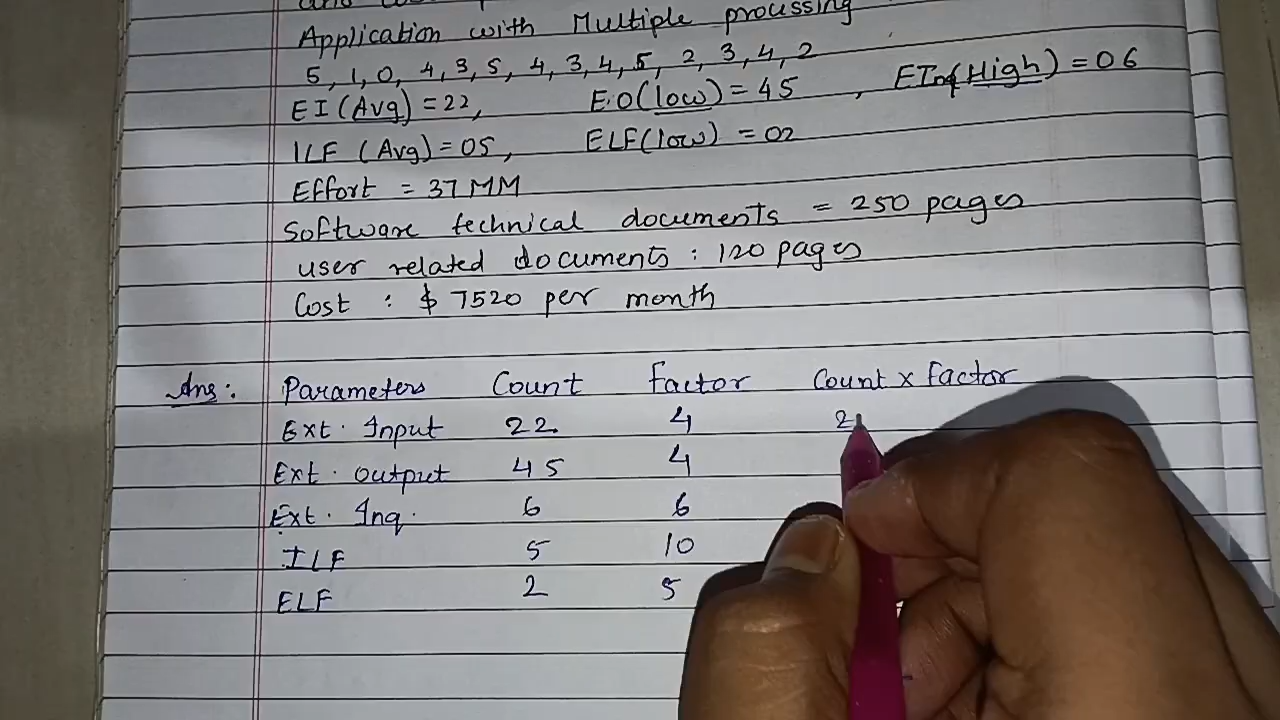 Application with Multiple processing
5, 1, 0, 4, 3, 5, 4, 3, 4, 5, 2, 3, 4, 2
EI (Avg) = 22, E.O (low) = 45 , EInq (High) = 06
ILF (Avg) = 05, ELF (low) = 02
Effort = 37 MM
Software technical documents = 250 pages
user related documents : 120 pages
Cost : $ 7520 per month
Ans: Parameters Count Factor Count x Factor
Ext. Input 22 4 2
Ext. output 45 4
Ext. Inq. 6 6
ILF 5 10
ELF 2 5